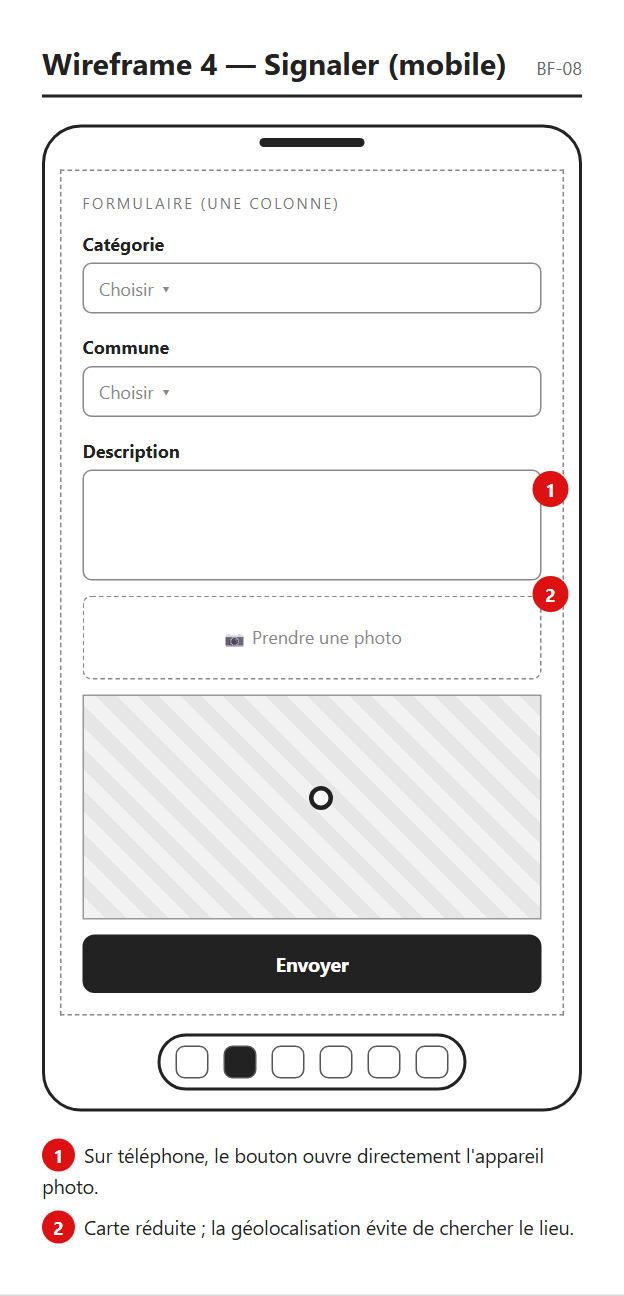 Wireframe 4 — Signaler (mobile)
BF-08
FORMULAIRE (UNE COLONNE)
Catégorie
Choisir ▾
Commune
Choisir ▾
Description
1
2
📷 Prendre une photo
Envoyer
1 Sur téléphone, le bouton ouvre directement l'appareil
photo.
2 Carte réduite ; la géolocalisation évite de chercher le lieu.